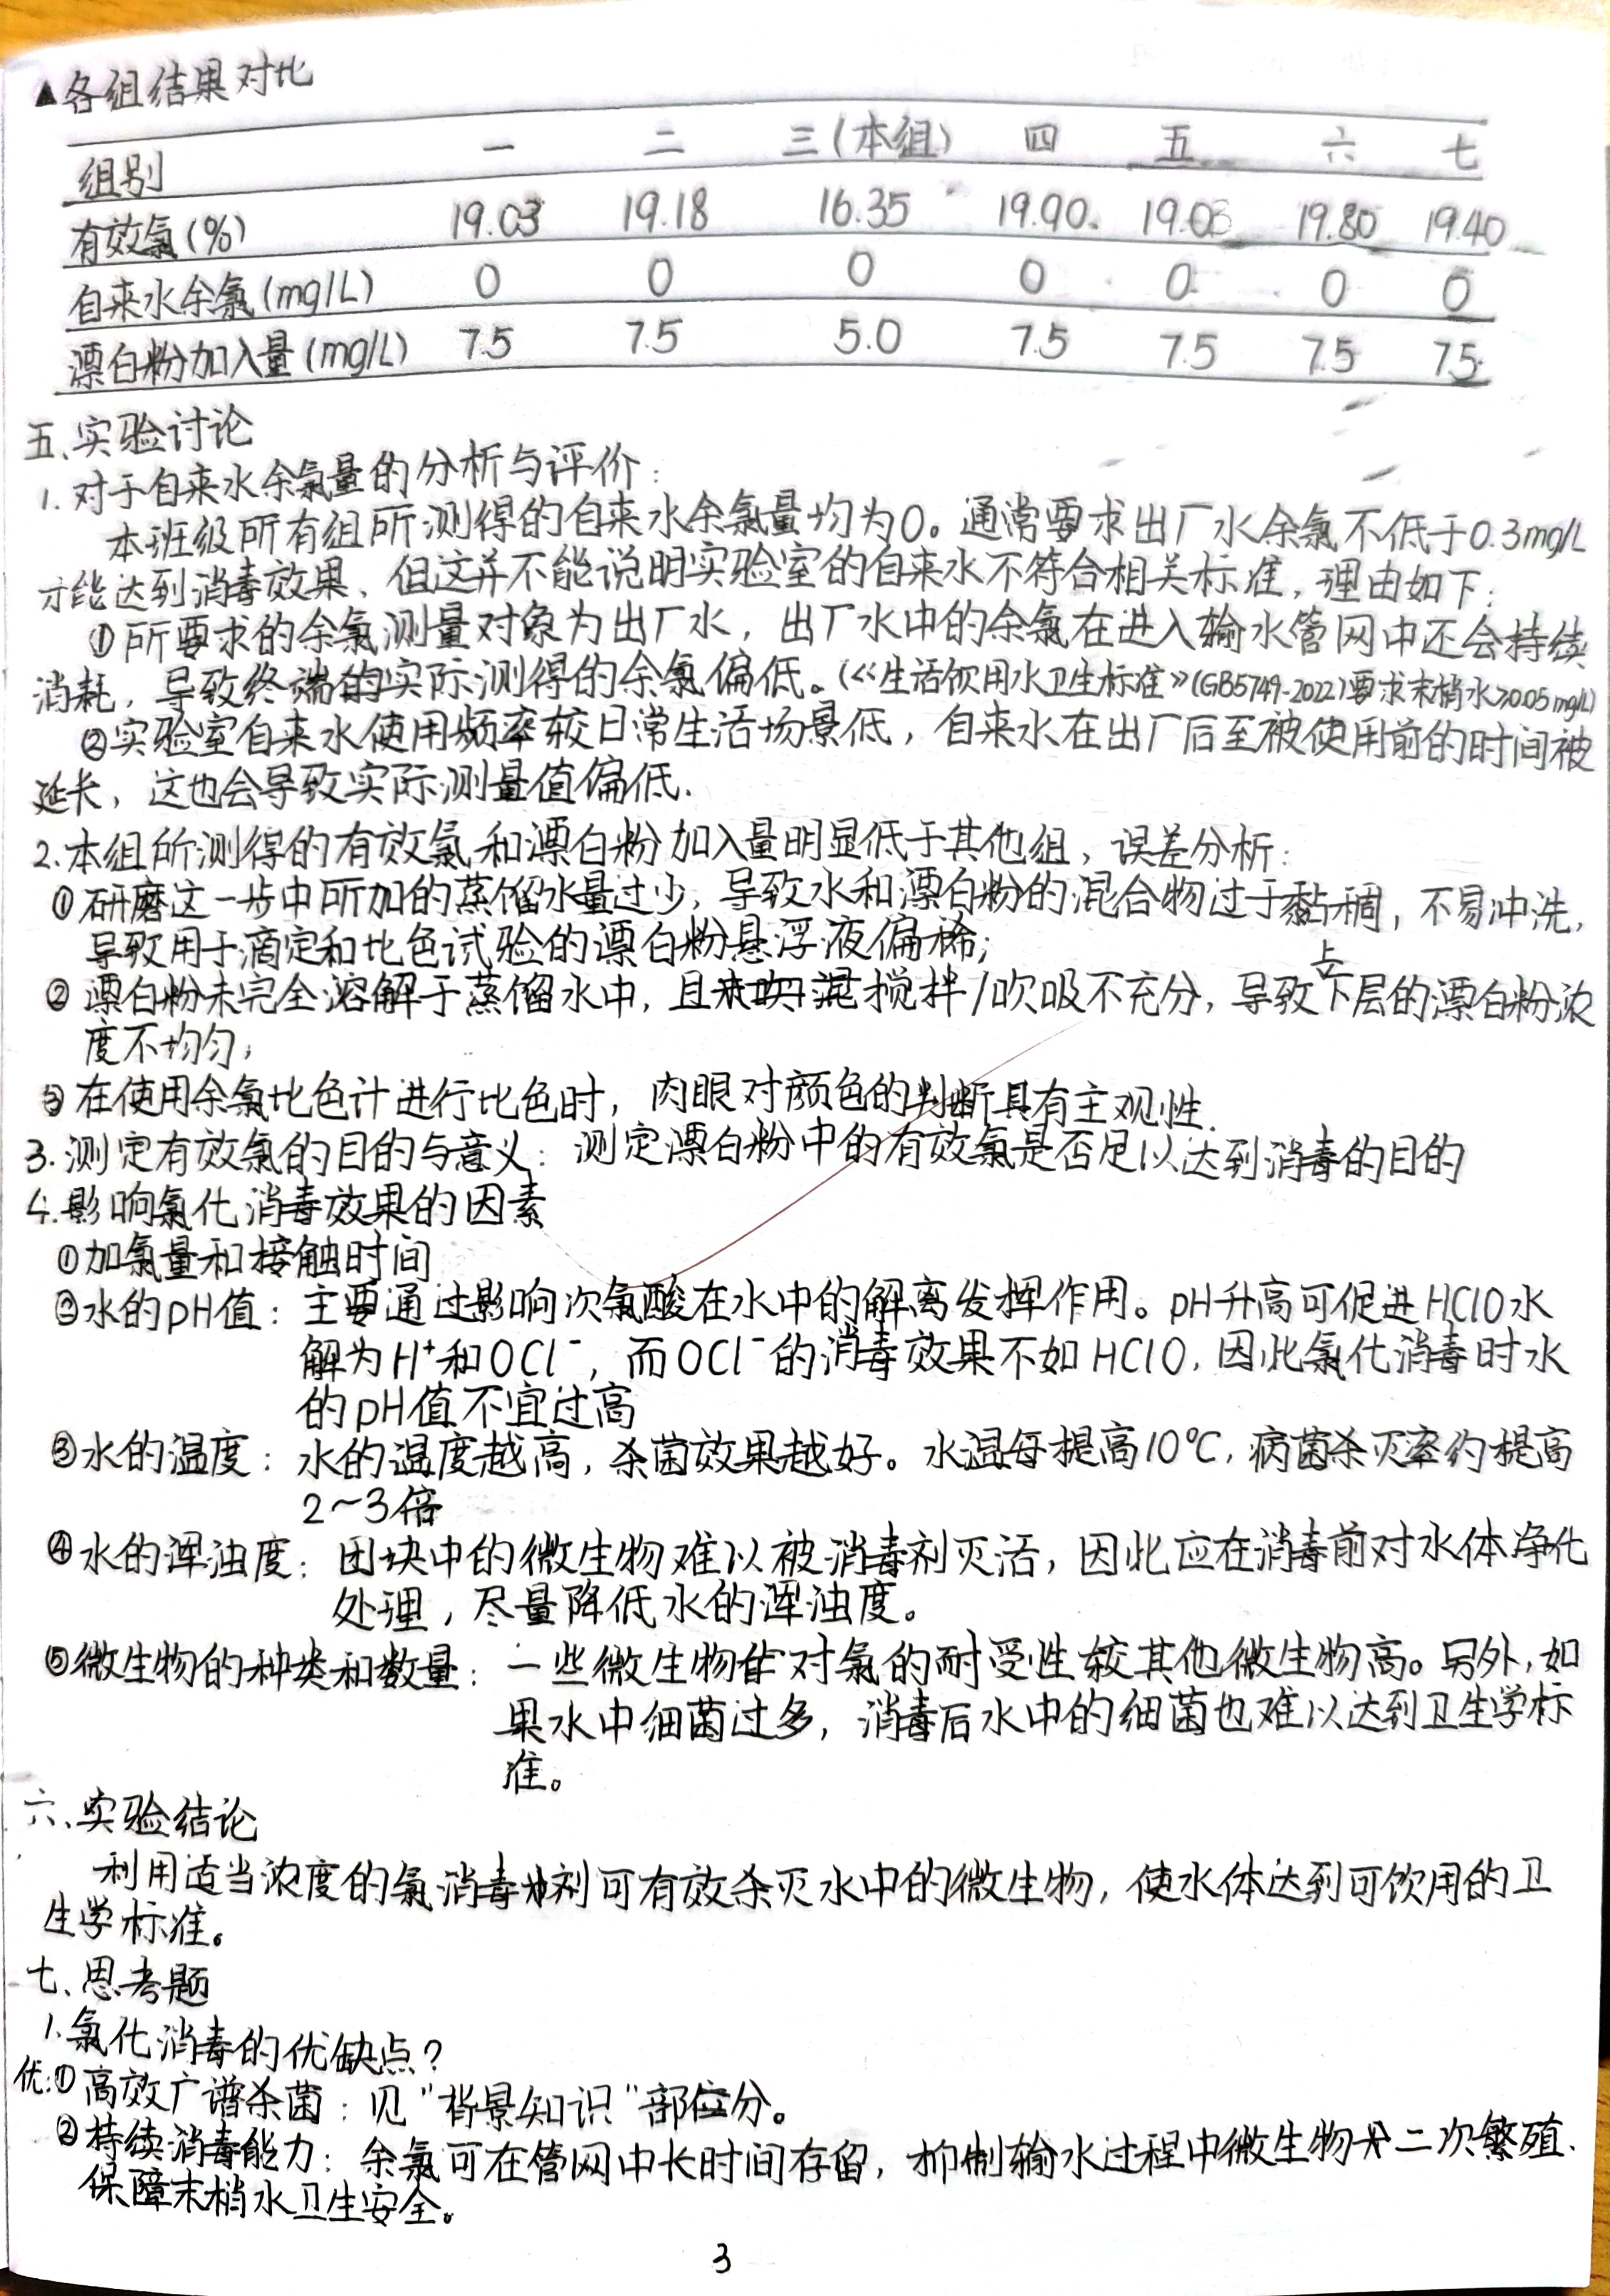 ▲各组结果对比
组别 一 二 三(本组) 四 五 六 七
有效氯(%) 19.03 19.18 16.35 19.90 19.08 19.80 19.40
自来水余氯(mg/L) 0 0 0 0 0 0 0
漂白粉加入量(mg/L) 7.5 7.5 5.0 7.5 7.5 7.5 7.5
五、实验讨论
1. 对于自来水余氯量的分析与评价:
本班级所有组所测得的自来水余氯量均为0。通常要求出厂水余氯不低于0.3mg/L
才能达到消毒效果、但这并不能说明实验室的自来水不符合相关标准,理由如下:
①所要求的余氯测量对象为出厂水,出厂水中的余氯在进入输水管网中还会持续
消耗,导致终端的实际测得的余氯偏低。(《生活饮用水卫生标准》(GB5749-2022)要求末梢水≥0.05mg/L)
②实验室自来水使用频率较日常生活场景低,自来水在出厂后至被使用前的时间被
延长,这也会导致实际测量值偏低.
2.本组所测得的有效氯和漂白粉加入量明显低于其他组,误差分析:
①研磨这一步中所加的蒸馏水量过少,导致水和漂白粉的混合物过于黏稠,不易冲洗,
导致用于滴定和比色试验的漂白粉悬浮液偏稀;
②漂白粉未完全溶解于蒸馏水中,且搅拌/吹吸不充分,导致上下层的漂白粉浓
度不均匀;
③在使用余氯比色计进行比色时,肉眼对颜色的判断具有主观性.
3.测定有效氯的目的与意义:测定漂白粉中的有效氯是否足以达到消毒的目的
4.影响氯化消毒效果的因素
①加氯量和接触时间
②水的pH值:主要通过影响次氯酸在水中的解离发挥作用。pH升高可促进HClO水
解为H⁺和OCl⁻,而OCl⁻的消毒效果不如HClO,因此氯化消毒时水
的pH值不宜过高
③水的温度:水的温度越高,杀菌效果越好。水温每提高10℃,病菌杀灭率约提高
2~3倍
④水的浑浊度:团块中的微生物难以被消毒剂灭活,因此应在消毒前对水体净化
处理,尽量降低水的浑浊度。
⑤微生物的种类和数量:一些微生物对氯的耐受性较其他微生物高。另外,如
果水中细菌过多,消毒后水中的细菌也难以达到卫生学标
准。
六、实验结论
利用适当浓度的氯消毒剂可有效杀灭水中的微生物,使水体达到可饮用的卫
生学标准。
七、思考题
1.氯化消毒的优缺点?
优:①高效广谱杀菌:见"背景知识"部分。
②持续消毒能力:余氯可在管网中长时间存留,抑制输水过程中微生物二次繁殖.
保障末梢水卫生安全。
3